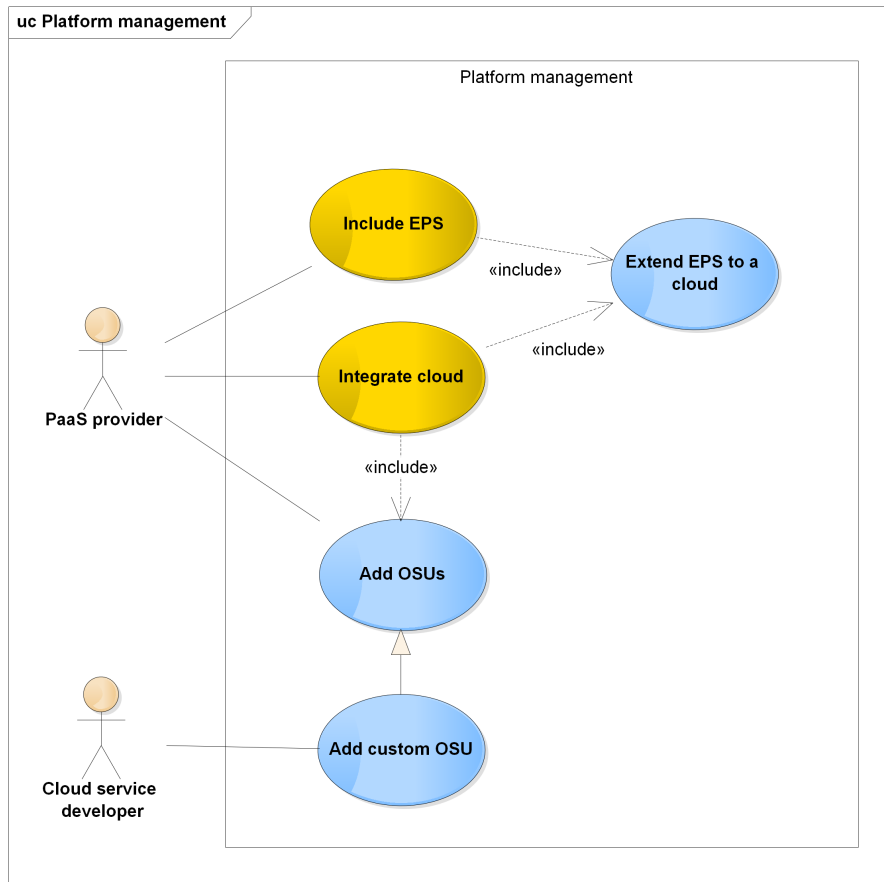 uc Platform management
Platform management
Include EPS
«include»
Extend EPS to a
cloud
Integrate cloud
«include»
PaaS provider
«include»
Add OSUs
Add custom OSU
Cloud service
developer